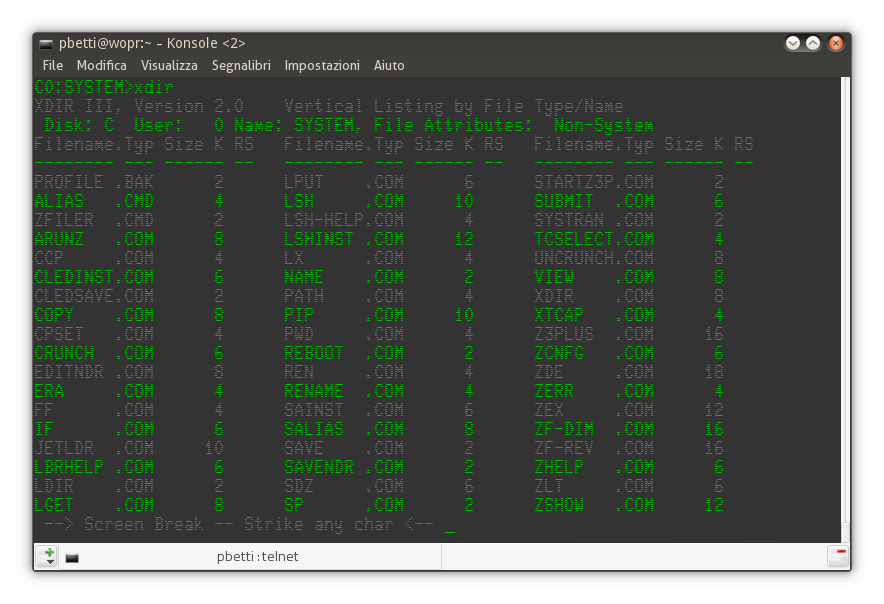 pbetti@wopr:~ – Konsole <2>
File Modifica Visualizza Segnalibri Impostazioni Aiuto
C0:SYSTEM>xdir
XDIR III, Version 2.0    Vertical Listing by File Type/Name
 Disk: C  User:   0 Name: SYSTEM, File Attributes:  Non-System
Filename.Typ Size K RS   Filename.Typ Size K RS   Filename.Typ Size K RS
-------- --- ------ --   -------- --- ------ --   -------- --- ------ --
PROFILE .BAK      2      LPUT    .COM      6      STARTZ3P.COM      2
ALIAS   .CMD      4      LSH     .COM     10      SUBMIT  .COM      6
ZFILER  .CMD      2      LSH-HELP.COM      4      SYSTRAN .COM      2
ARUNZ   .COM      8      LSHINST .COM     12      TCSELECT.COM      4
CCP     .COM      4      LX      .COM      4      UNCRUNCH.COM      8
CLEDINST.COM      6      NAME    .COM      2      VIEW    .COM      8
CLEDSAVE.COM      2      PATH    .COM      4      XDIR    .COM      8
COPY    .COM      8      PIP     .COM     10      XTCAP   .COM      4
CPSET   .COM      4      PWD     .COM      4      Z3PLUS  .COM     16
CRUNCH  .COM      6      REBOOT  .COM      2      ZCNFG   .COM      6
EDITNDR .COM      8      REN     .COM      4      ZDE     .COM     18
ERA     .COM      4      RENAME  .COM      4      ZERR    .COM      4
FF      .COM      4      SAINST  .COM      6      ZEX     .COM     12
IF      .COM      6      SALIAS  .COM      8      ZF-DIM  .COM     16
JETLDR  .COM     10      SAVE    .COM      2      ZF-REV  .COM     16
LBRHELP .COM      6      SAVENDR .COM      2      ZHELP   .COM      6
LDIR    .COM      2      SDZ     .COM      6      ZLT     .COM      6
LGET    .COM      8      SP      .COM      2      ZSHOW   .COM     12
 --> Screen Break -- Strike any char <-- _
pbetti : telnet